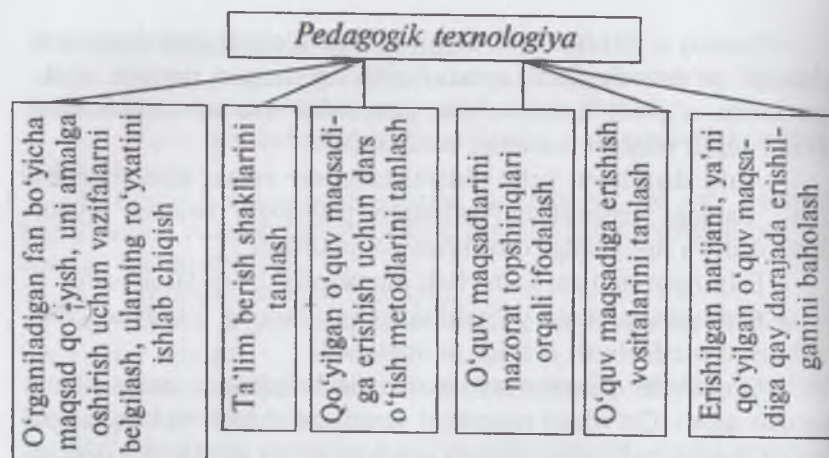 Pedagogik texnologiya
O‘rganiladigan fan bo‘yicha
maqsad qo‘yish, uni amalga
oshirish uchun vazifalarni
belgilash, ularning ro‘yxatini
ishlab chiqish
Ta’lim berish shakllarini
tanlash
Qo‘yilgan o‘quv maqsadi-
ga erishish uchun dars
o‘tish metodlarini tanlash
O‘quv maqsadlarini
nazorat topshiriqlari
orqali ifodalash
O‘quv maqsadiga erishish
vositalarini tanlash
Erishilgan natijani, ya’ni
qo‘yilgan o‘quv maqsa-
diga qay darajada erishil-
ganini baholash